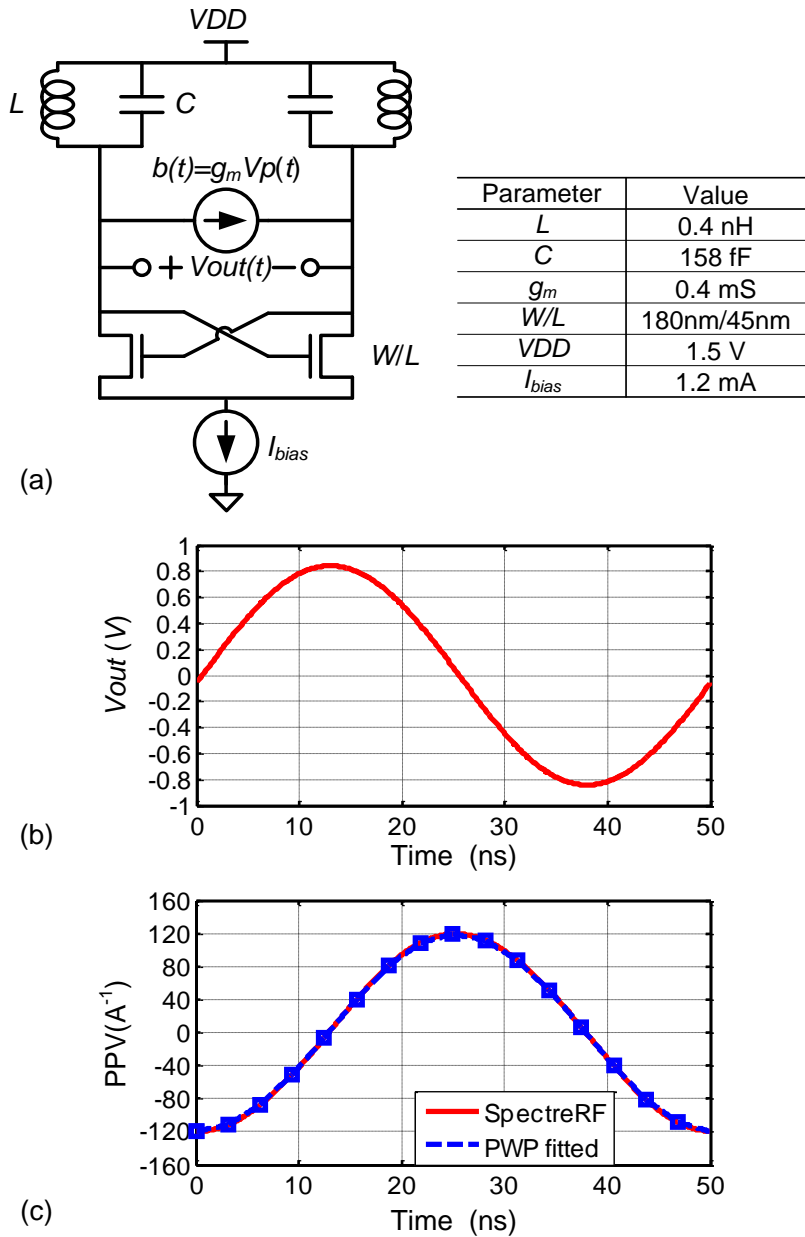 VDD
L
C
b(t)=gmVp(t)
+ Vout(t) −
W/L
Ibias
(a)
Parameter Value
L 0.4 nH
C 158 fF
gm 0.4 mS
W/L 180nm/45nm
VDD 1.5 V
Ibias 1.2 mA
1
0.8
0.6
0.4
0.2
0
-0.2
-0.4
-0.6
-0.8
-1
Vout (V)
0 10 20 30 40 50
Time (ns)
(b)
160
120
80
40
0
-40
-80
-120
-160
PPV(A-1)
SpectreRF
PWP fitted
0 10 20 30 40 50
Time (ns)
(c)